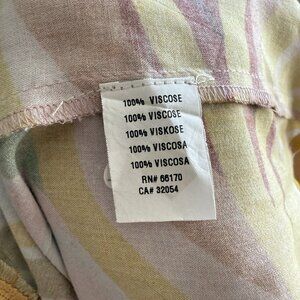 100% VISCOSE
100% VISCOSE
100% VISKOSE
100% VISCOSA
100% VISCOSA
RN# 66170
CA# 32054